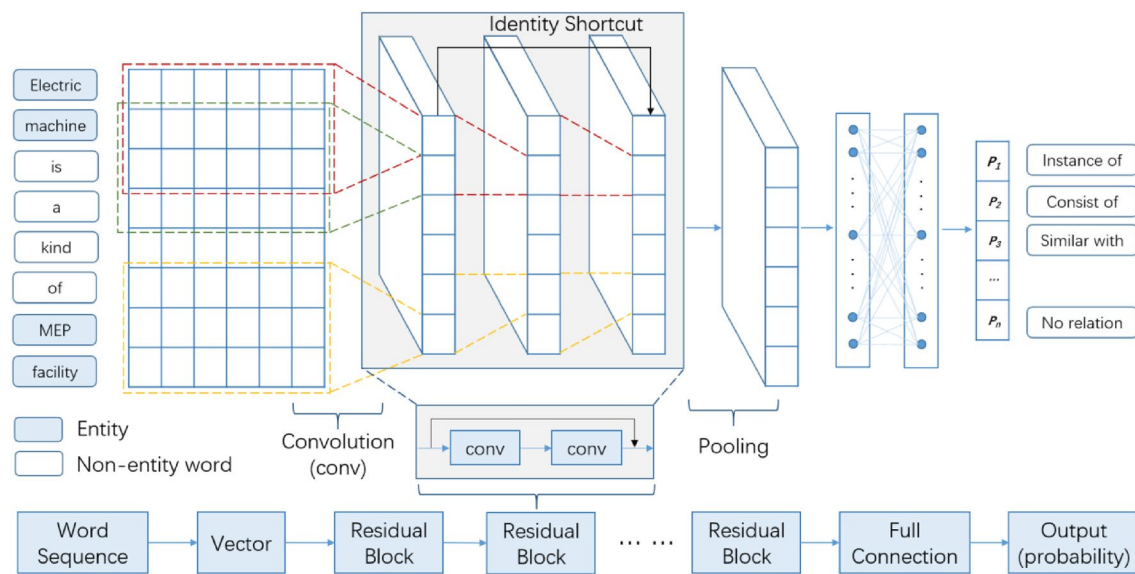 Identity Shortcut
Electric
machine
is
a
kind
of
MEP
facility
P1
P2
P3
...
Pn
Instance of
Consist of
Similar with
No relation
Entity
Non-entity word
Convolution
(conv)
conv
conv
Pooling
Word
Sequence
Vector
Residual
Block
Residual
Block
... ...
Residual
Block
Full
Connection
Output
(probability)